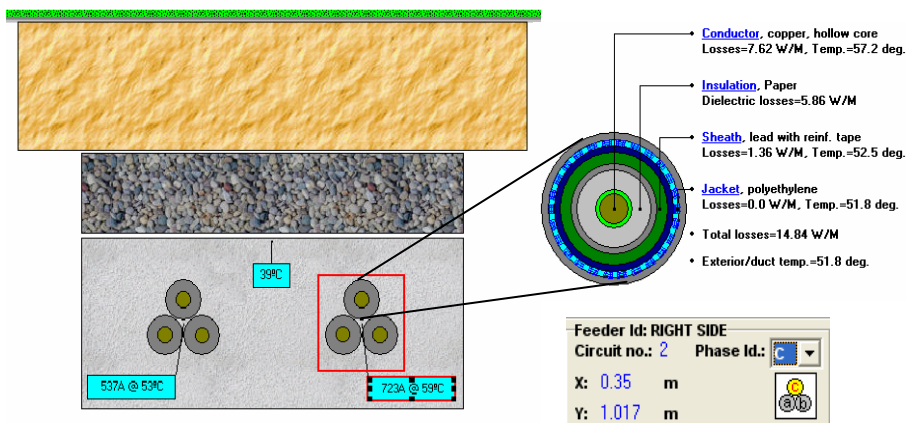 Conductor, copper, hollow core
Losses=7.62 W/M, Temp.=57.2 deg.
Insulation, Paper
Dielectric losses=5.86 W/M
Sheath, lead with reinf. tape
Losses=1.36 W/M, Temp.=52.5 deg.
Jacket, polyethylene
Losses=0.0 W/M, Temp.=51.8 deg.
Total losses=14.84 W/M
Exterior/duct temp.=51.8 deg.
39ºC
537A @ 53ºC
723A @ 59ºC
Feeder Id: RIGHT SIDE
Circuit no.: 2 Phase Id.: C
X: 0.35 m
Y: 1.017 m
C
a b